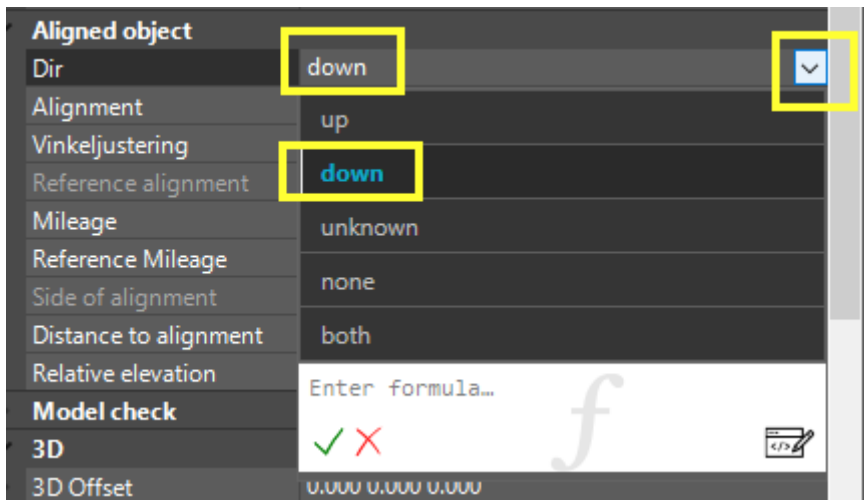 Aligned object
Dir down
Alignment
up
Vinkeljustering
down
Reference alignment
Mileage
unknown
Reference Mileage
none
Side of alignment
Distance to alignment
both
Relative elevation
Enter formula...
Model check
3D
3D Offset 0.000 0.000 0.000